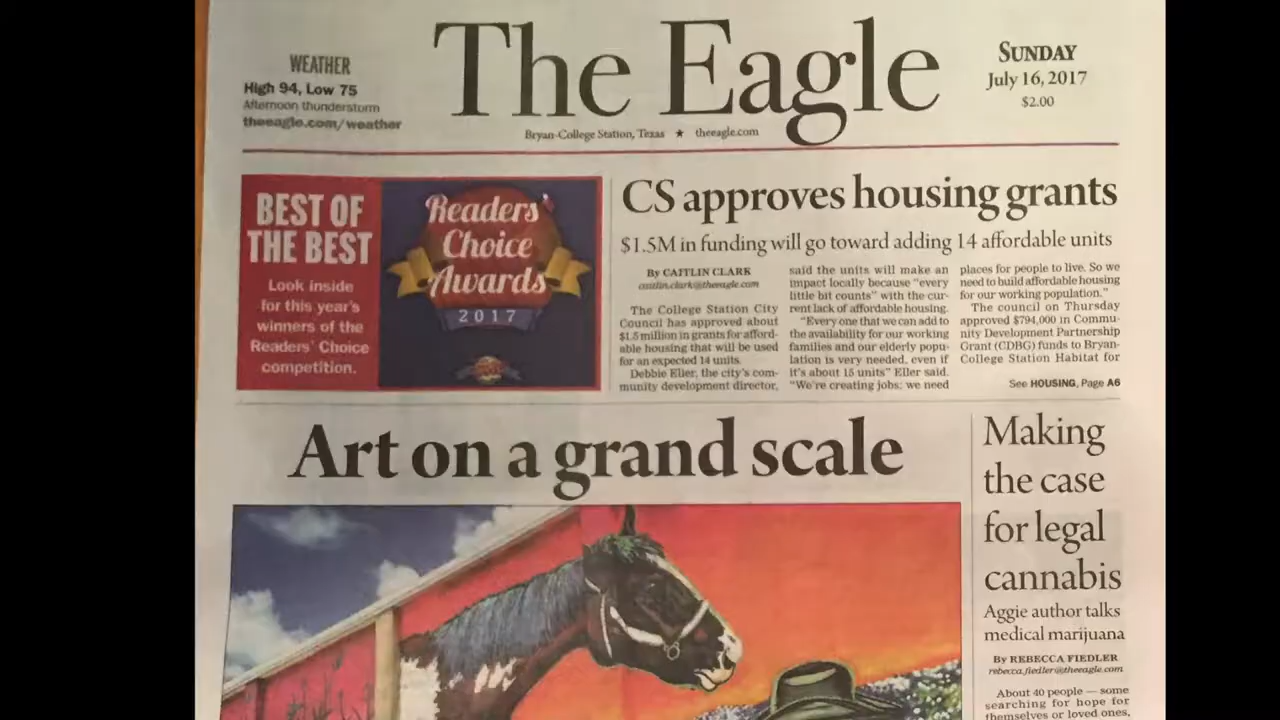 WEATHER
High 94, Low 75
Afternoon thunderstorm
theeagle.com/weather
The Eagle
Bryan-College Station, Texas ★ theeagle.com
SUNDAY
July 16, 2017
$2.00
BEST OF
THE BEST
Look inside
for this year's
winners of the
Readers' Choice
competition.
Readers'
Choice
Awards
2017
CS approves housing grants
$1.5M in funding will go toward adding 14 affordable units
By CAITLIN CLARK
caitlin.clark@theeagle.com
The College Station City
Council has approved about
$1.5 million in grants for afford-
able housing that will be used
for an expected 14 units.
Debbie Eller, the city's com-
munity development director,
said the units will make an
impact locally because "every
little bit counts" with the cur-
rent lack of affordable housing.
"Every one that we can add to
the availability for our working
families and our elderly popu-
lation is very needed, even if
it's about 15 units" Eller said.
"We're creating jobs; we need
places for people to live. So we
need to build affordable housing
for our working population."
The council on Thursday
approved $794,000 in Commu-
nity Development Partnership
Grant (CDBG) funds to Bryan-
College Station Habitat for
See HOUSING, Page A6
Art on a grand scale
Making
the case
for legal
cannabis
Aggie author talks
medical marijuana
By REBECCA FIEDLER
rebecca.fiedler@theeagle.com
About 40 people — some
searching for hope for
themselves or loved ones,